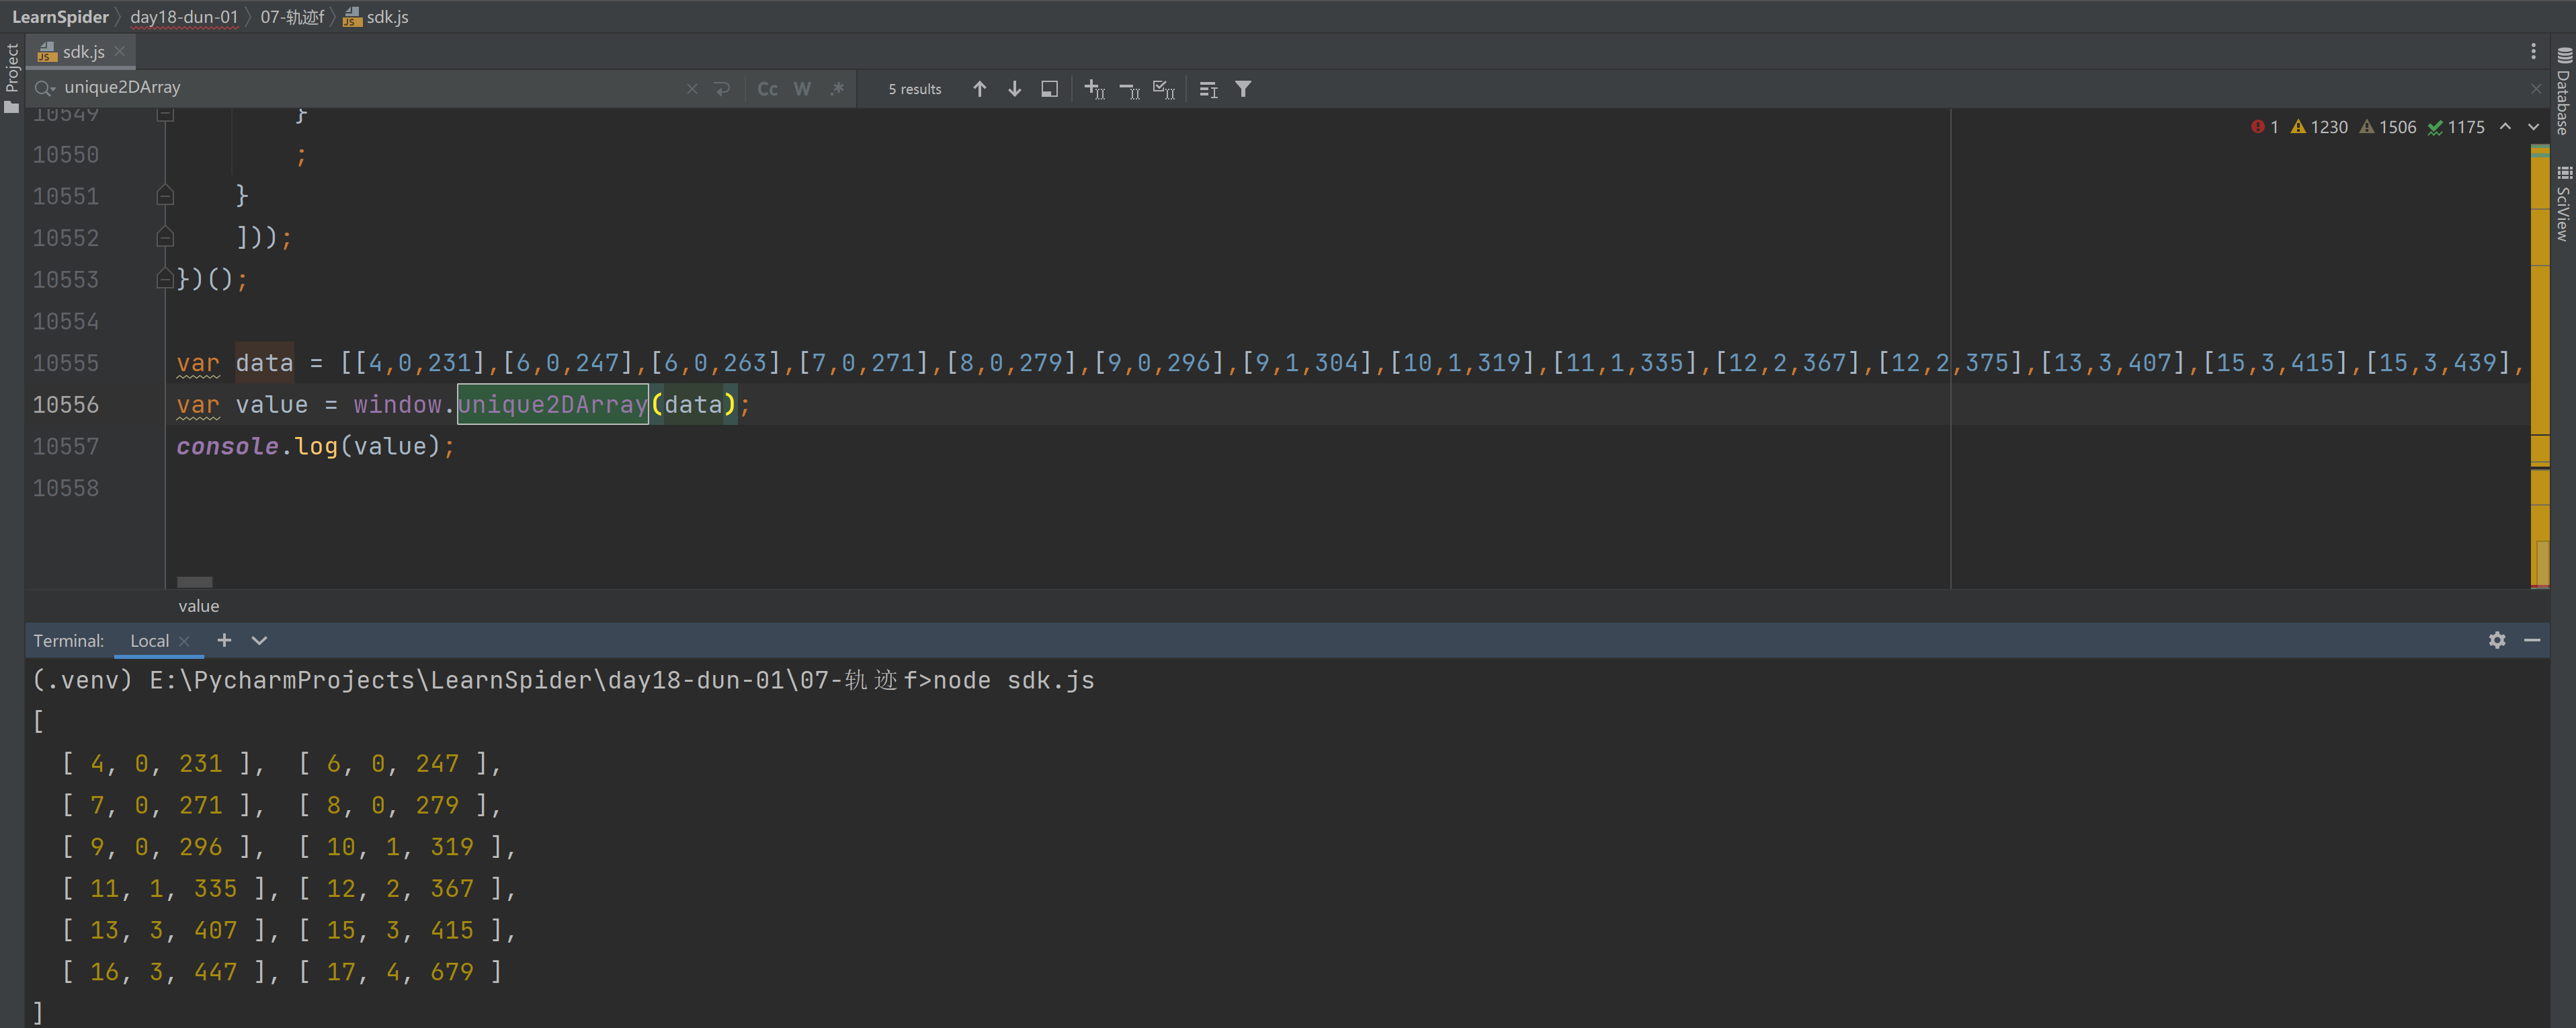 LearnSpider 〉 day18-dun-01 〉 07-轨迹f 〉 sdk.js
Project
sdk.js
unique2DArray
Cc W .* 5 results
10549 }
1 1230 1506 1175
10550 ;
10551 }
10552 ]));
10553 })();
10554
10555 var data = [[4,0,231],[6,0,247],[6,0,263],[7,0,271],[8,0,279],[9,0,296],[9,1,304],[10,1,319],[11,1,335],[12,2,367],[12,2,375],[13,3,407],[15,3,415],[15,3,439],
10556 var value = window.unique2DArray(data);
10557 console.log(value);
10558
value
Database
SciView
Terminal: Local
(.venv) E:\PycharmProjects\LearnSpider\day18-dun-01\07-轨迹f>node sdk.js
[
[ 4, 0, 231 ], [ 6, 0, 247 ],
[ 7, 0, 271 ], [ 8, 0, 279 ],
[ 9, 0, 296 ], [ 10, 1, 319 ],
[ 11, 1, 335 ], [ 12, 2, 367 ],
[ 13, 3, 407 ], [ 15, 3, 415 ],
[ 16, 3, 447 ], [ 17, 4, 679 ]
]